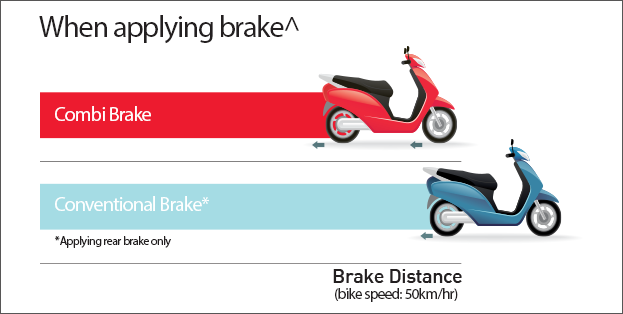 When applying brake^
Combi Brake
Conventional Brake*
*Applying rear brake only
Brake Distance
(bike speed: 50km/hr)